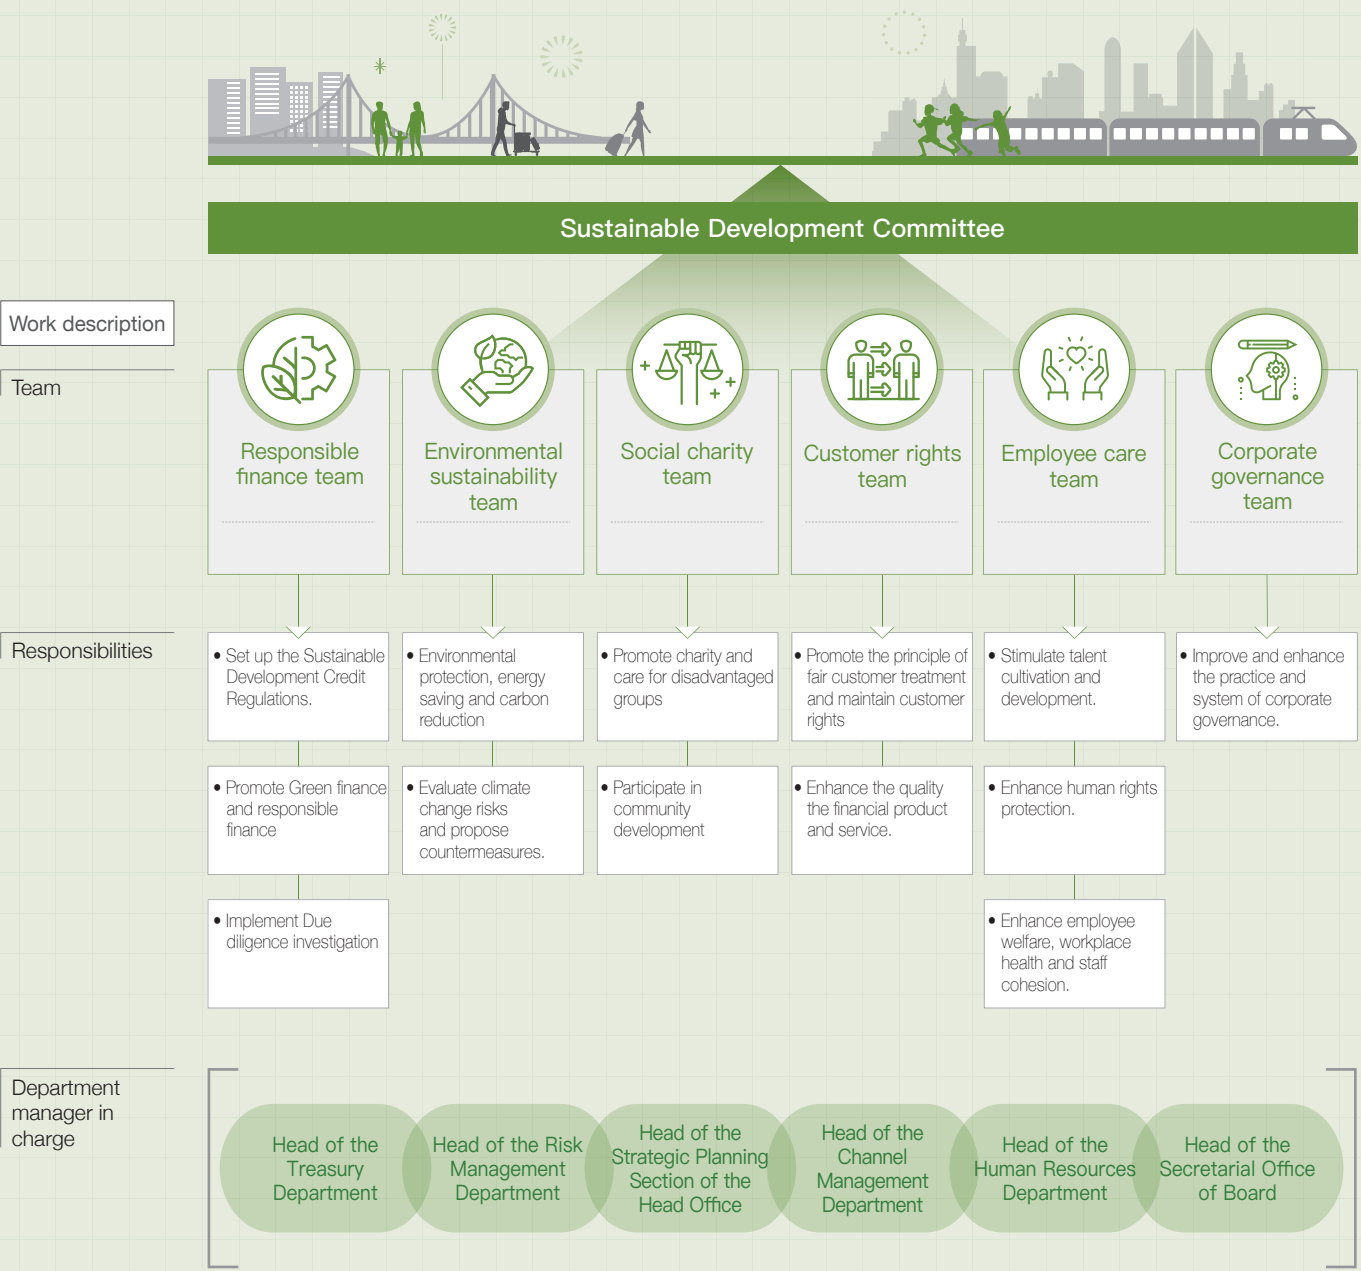 Sustainable Development Committee
Work description
Team
Responsible
finance team
Environmental
sustainability
team
Social charity
team
Customer rights
team
Employee care
team
Corporate
governance
team
Responsibilities
• Set up the Sustainable
Development Credit
Regulations.
• Environmental
protection, energy
saving and carbon
reduction
• Promote charity and
care for disadvantaged
groups
• Promote the principle of
fair customer treatment
and maintain customer
rights
• Stimulate talent
cultivation and
development.
• Improve and enhance
the practice and
system of corporate
governance.
• Promote Green finance
and responsible
finance
• Evaluate climate
change risks
and propose
countermeasures.
• Participate in
community
development
• Enhance the quality
the financial product
and service.
• Enhance human rights
protection.
• Implement Due
diligence investigation
• Enhance employee
welfare, workplace
health and staff
cohesion.
Department
manager in
charge
Head of the
Treasury
Department
Head of the Risk
Management
Department
Head of the
Strategic Planning
Section of the
Head Office
Head of the
Channel
Management
Department
Head of the
Human Resources
Department
Head of the
Secretarial Office
of Board